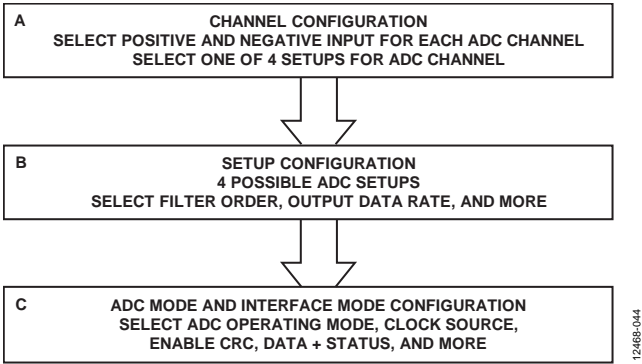 A
CHANNEL CONFIGURATION
SELECT POSITIVE AND NEGATIVE INPUT FOR EACH ADC CHANNEL
SELECT ONE OF 4 SETUPS FOR ADC CHANNEL
B
SETUP CONFIGURATION
4 POSSIBLE ADC SETUPS
SELECT FILTER ORDER, OUTPUT DATA RATE, AND MORE
C
ADC MODE AND INTERFACE MODE CONFIGURATION
SELECT ADC OPERATING MODE, CLOCK SOURCE,
ENABLE CRC, DATA + STATUS, AND MORE
12468-044